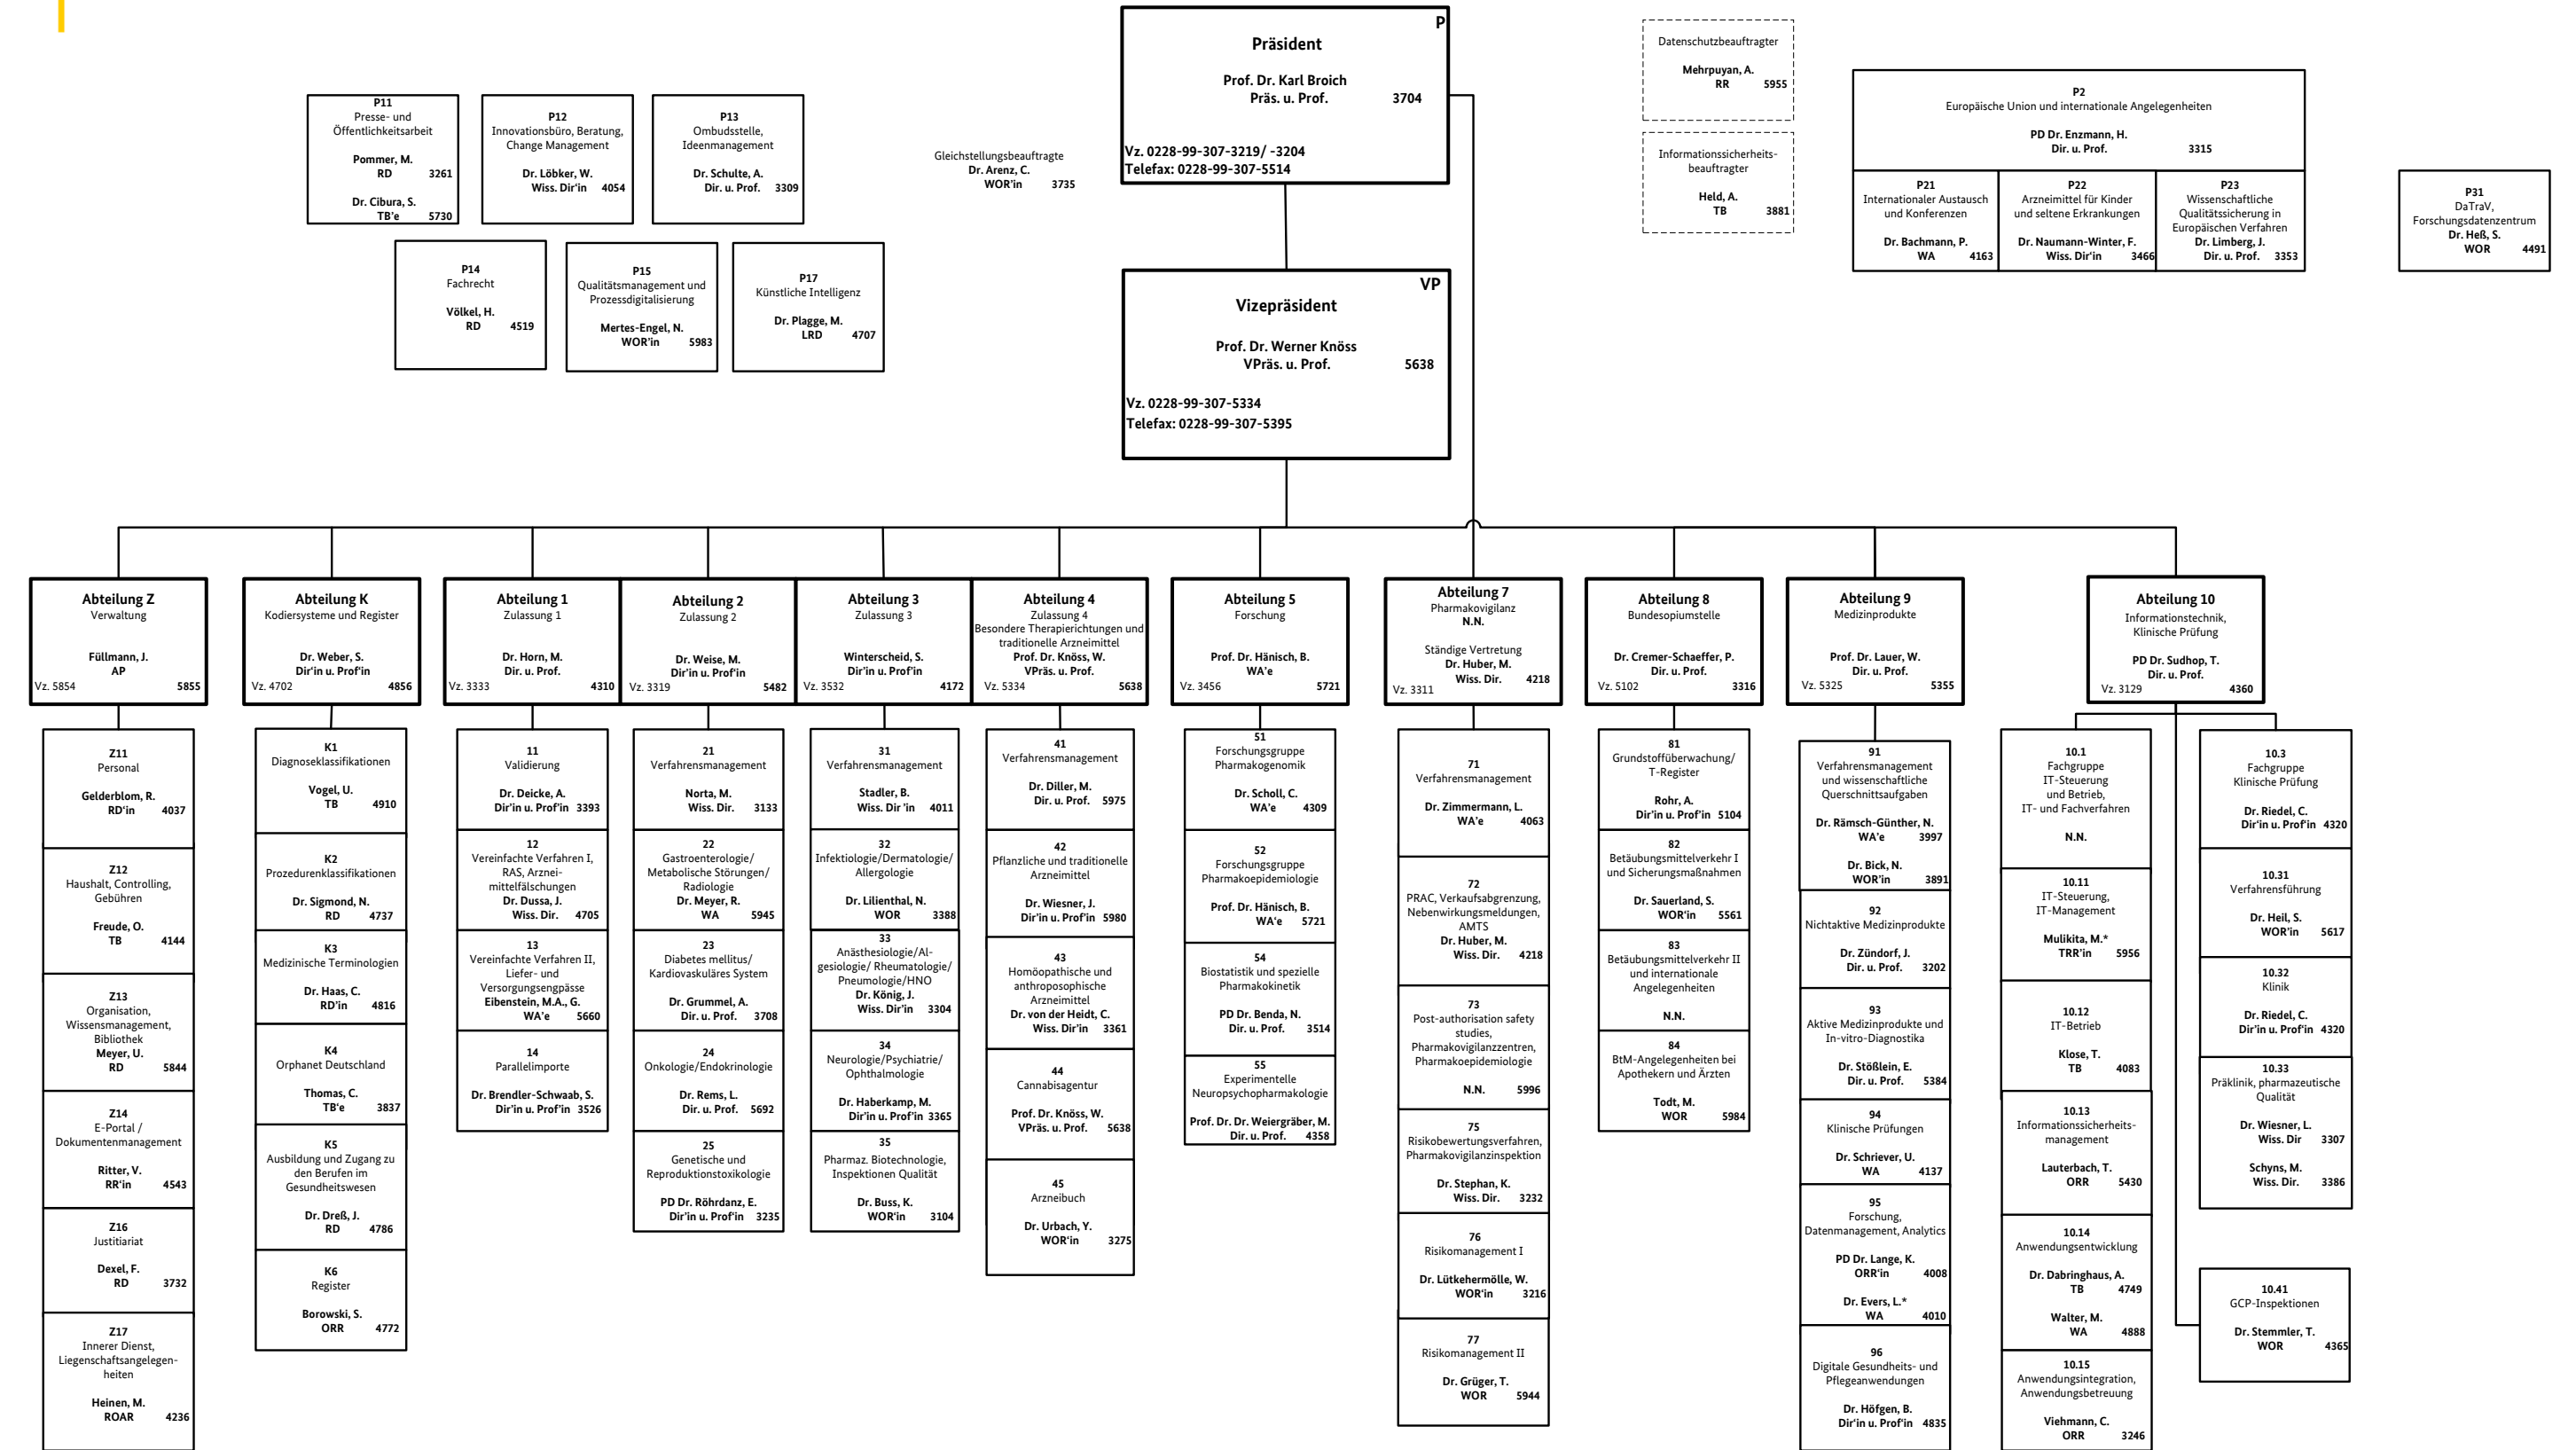 P
Präsident
Prof. Dr. Karl Broich
Präs. u. Prof. 3704
Vz. 0228-99-307-3219/ -3204
Telefax: 0228-99-307-5514
P11
Presse- und
Öffentlichkeitsarbeit
Pommer, M.
RD 3261
Dr. Cibura, S.
TB'e 5730
P12
Innovationsbüro, Beratung,
Change Management
Dr. Löbker, W.
Wiss. Dir'in 4054
P13
Ombudsstelle,
Ideenmanagement
Dr. Schulte, A.
Dir. u. Prof. 3309
Gleichstellungsbeauftragte
Dr. Arenz, C.
WOR'in 3735
Datenschutzbeauftragter
Mehrpuyan, A.
RR 5955
Informationssicherheits-
beauftragter
Held, A.
TB 3881
P2
Europäische Union und internationale Angelegenheiten
PD Dr. Enzmann, H.
Dir. u. Prof. 3315
P21
Internationaler Austausch
und Konferenzen
Dr. Bachmann, P.
WA 4163
P22
Arzneimittel für Kinder
und seltene Erkrankungen
Dr. Naumann-Winter, F.
Wiss. Dir'in 3466
P23
Wissenschaftliche
Qualitätssicherung in
Europäischen Verfahren
Dr. Limberg, J.
Dir. u. Prof. 3353
P31
DaTraV,
Forschungsdatenzentrum
Dr. Heß, S.
WOR 4491
P14
Fachrecht
Völkel, H.
RD 4519
P15
Qualitätsmanagement und
Prozessdigitalisierung
Mertes-Engel, N.
WOR'in 5983
P17
Künstliche Intelligenz
Dr. Plagge, M.
LRD 4707
VP
Vizepräsident
Prof. Dr. Werner Knöss
VPräs. u. Prof. 5638
Vz. 0228-99-307-5334
Telefax: 0228-99-307-5395
Abteilung Z
Verwaltung
Füllmann, J.
AP
Vz. 5854 5855
Z11
Personal
Gelderblom, R.
RD'in 4037
Z12
Haushalt, Controlling,
Gebühren
Freude, O.
TB 4144
Z13
Organisation,
Wissensmanagement,
Bibliothek
Meyer, U.
RD 5844
Z14
E-Portal /
Dokumentenmanagement
Ritter, V.
RR'in 4543
Z16
Justitiariat
Dexel, F.
RD 3732
Z17
Innerer Dienst,
Liegenschaftsangelegen-
heiten
Heinen, M.
ROAR 4236
Abteilung K
Kodiersysteme und Register
Dr. Weber, S.
Dir'in u. Prof'in
Vz. 4702 4856
K1
Diagnoseklassifikationen
Vogel, U.
TB 4910
K2
Prozedurenklassifikationen
Dr. Sigmond, N.
RD 4737
K3
Medizinische Terminologien
Dr. Haas, C.
RD'in 4816
K4
Orphanet Deutschland
Thomas, C.
TB'e 3837
K5
Ausbildung und Zugang zu
den Berufen im
Gesundheitswesen
Dr. Dreß, J.
RD 4786
K6
Register
Borowski, S.
ORR 4772
Abteilung 1
Zulassung 1
Dr. Horn, M.
Dir. u. Prof.
Vz. 3333 4310
11
Validierung
Dr. Deicke, A.
Dir'in u. Prof'in 3393
12
Vereinfachte Verfahren I,
RAS, Arznei-
mittelfälschungen
Dr. Dussa, J.
Wiss. Dir. 4705
13
Vereinfachte Verfahren II,
Liefer- und
Versorgungsengpässe
Eibenstein, M.A., G.
WA'e 5660
14
Parallelimporte
Dr. Brendler-Schwaab, S.
Dir'in u. Prof'in 3526
Abteilung 2
Zulassung 2
Dr. Weise, M.
Dir'in u. Prof'in
Vz. 3319 5482
21
Verfahrensmanagement
Norta, M.
Wiss. Dir. 3133
22
Gastroenterologie/
Metabolische Störungen/
Radiologie
Dr. Meyer, R.
WA 5945
23
Diabetes mellitus/
Kardiovaskuläres System
Dr. Grummel, A.
Dir. u. Prof. 3708
24
Onkologie/Endokrinologie
Dr. Rems, L.
Dir. u. Prof. 5692
25
Genetische und
Reproduktionstoxikologie
PD Dr. Röhrdanz, E.
Dir'in u. Prof'in 3235
Abteilung 3
Zulassung 3
Winterscheid, S.
Dir'in u. Prof'in
Vz. 3532 4172
31
Verfahrensmanagement
Stadler, B.
Wiss. Dir 'in 4011
32
Infektiologie/Dermatologie/
Allergologie
Dr. Lilienthal, N.
WOR 3388
33
Anästhesiologie/Al-
gesiologie/ Rheumatologie/
Pneumologie/HNO
Dr. König, J.
Wiss. Dir'in 3304
34
Neurologie/Psychiatrie/
Ophthalmologie
Dr. Haberkamp, M.
Dir'in u. Prof'in 3365
35
Pharmaz. Biotechnologie,
Inspektionen Qualität
Dr. Buss, K.
WOR'in 3104
Abteilung 4
Zulassung 4
Besondere Therapierichtungen und
traditionelle Arzneimittel
Prof. Dr. Knöss, W.
VPräs. u. Prof.
Vz. 5334 5638
41
Verfahrensmanagement
Dr. Diller, M.
Dir. u. Prof. 5975
42
Pflanzliche und traditionelle
Arzneimittel
Dr. Wiesner, J.
Dir'in u. Prof'in 5980
43
Homöopathische und
anthroposophische
Arzneimittel
Dr. von der Heidt, C.
Wiss. Dir'in 3361
44
Cannabisagentur
Prof. Dr. Knöss, W.
VPräs. u. Prof. 5638
45
Arzneibuch
Dr. Urbach, Y.
WOR'in 3275
Abteilung 5
Forschung
Prof. Dr. Hänisch, B.
WA'e
Vz. 3456 5721
51
Forschungsgruppe
Pharmakogenomik
Dr. Scholl, C.
WA'e 4309
52
Forschungsgruppe
Pharmakoepidemiologie
Prof. Dr. Hänisch, B.
WA'e 5721
54
Biostatistik und spezielle
Pharmakokinetik
PD Dr. Benda, N.
Dir. u. Prof. 3514
55
Experimentelle
Neuropsychopharmakologie
Prof. Dr. Dr. Weiergräber, M.
Dir. u. Prof. 4358
Abteilung 7
Pharmakovigilanz
N.N.
Ständige Vertretung
Dr. Huber, M.
Wiss. Dir. 4218
Vz. 3311
71
Verfahrensmanagement
Dr. Zimmermann, L.
WA'e 4063
72
PRAC, Verkaufsabgrenzung,
Nebenwirkungsmeldungen,
AMTS
Dr. Huber, M.
Wiss. Dir. 4218
73
Post-authorisation safety
studies,
Pharmakovigilanzzentren,
Pharmakoepidemiologie
N.N. 5996
75
Risikobewertungsverfahren,
Pharmakovigilanzinspektion
Dr. Stephan, K.
Wiss. Dir. 3232
76
Risikomanagement I
Dr. Lütkehermölle, W.
WOR'in 3216
77
Risikomanagement II
Dr. Grüger, T.
WOR 5944
Abteilung 8
Bundesopiumstelle
Dr. Cremer-Schaeffer, P.
Dir. u. Prof.
Vz. 5102 3316
81
Grundstoffüberwachung/
T-Register
Rohr, A.
Dir'in u. Prof'in 5104
82
Betäubungsmittelverkehr I
und Sicherungsmaßnahmen
Dr. Sauerland, S.
WOR'in 5561
83
Betäubungsmittelverkehr II
und internationale
Angelegenheiten
N.N.
84
BtM-Angelegenheiten bei
Apothekern und Ärzten
Todt, M.
WOR 5984
Abteilung 9
Medizinprodukte
Prof. Dr. Lauer, W.
Dir. u. Prof.
Vz. 5325 5355
91
Verfahrensmanagement
und wissenschaftliche
Querschnittsaufgaben
Dr. Rämsch-Günther, N.
WA'e 3997
Dr. Bick, N.
WOR'in 3891
92
Nichtaktive Medizinprodukte
Dr. Zündorf, J.
Dir. u. Prof. 3202
93
Aktive Medizinprodukte und
In-vitro-Diagnostika
Dr. Stößlein, E.
Dir. u. Prof. 5384
94
Klinische Prüfungen
Dr. Schriever, U.
WA 4137
95
Forschung,
Datenmanagement, Analytics
PD Dr. Lange, K.
ORR'in 4008
Dr. Evers, L.*
WA 4010
96
Digitale Gesundheits- und
Pflegeanwendungen
Dr. Höfgen, B.
Dir'in u. Prof'in 4835
Abteilung 10
Informationstechnik,
Klinische Prüfung
PD Dr. Sudhop, T.
Dir. u. Prof.
Vz. 3129 4360
10.1
Fachgruppe
IT-Steuerung
und Betrieb,
IT- und Fachverfahren
N.N.
10.11
IT-Steuerung,
IT-Management
Mulikita, M.*
TRR'in 5956
10.12
IT-Betrieb
Klose, T.
TB 4083
10.13
Informationssicherheits-
management
Lauterbach, T.
ORR 5430
10.14
Anwendungsentwicklung
Dr. Dabringhaus, A.
TB 4749
Walter, M.
WA 4888
10.15
Anwendungsintegration,
Anwendungsbetreuung
Viehmann, C.
ORR 3246
10.3
Fachgruppe
Klinische Prüfung
Dr. Riedel, C.
Dir'in u. Prof'in 4320
10.31
Verfahrensführung
Dr. Heil, S.
WOR'in 5617
10.32
Klinik
Dr. Riedel, C.
Dir'in u. Prof'in 4320
10.33
Präklinik, pharmazeutische
Qualität
Dr. Wiesner, L.
Wiss. Dir 3307
Schyns, M.
Wiss. Dir. 3386
10.41
GCP-Inspektionen
Dr. Stemmler, T.
WOR 4365